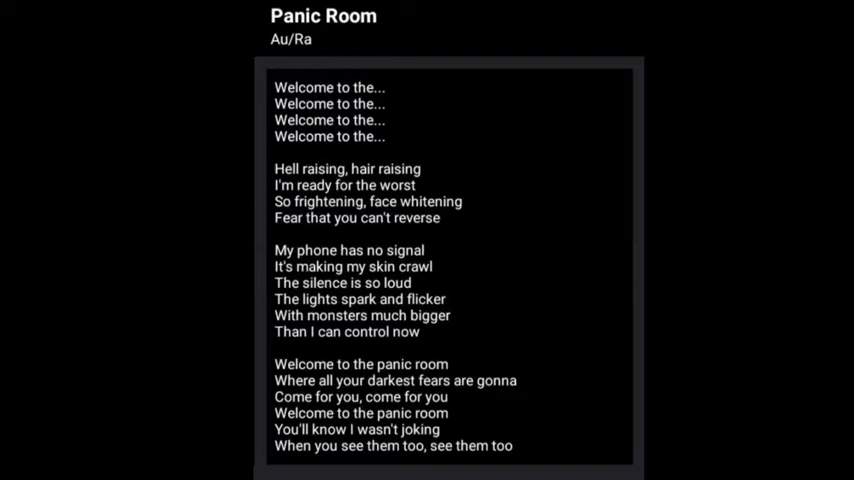 Panic Room
Au/Ra
Welcome to the...
Welcome to the...
Welcome to the...
Welcome to the...
Hell raising, hair raising
I'm ready for the worst
So frightening, face whitening
Fear that you can't reverse
My phone has no signal
It's making my skin crawl
The silence is so loud
The lights spark and flicker
With monsters much bigger
Than I can control now
Welcome to the panic room
Where all your darkest fears are gonna
Come for you, come for you
Welcome to the panic room
You'll know I wasn't joking
When you see them too, see them too